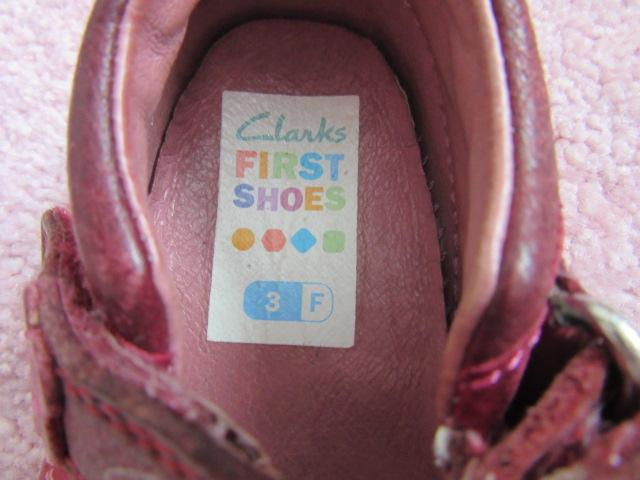 Clarks
FIRST
SHOES
3 F